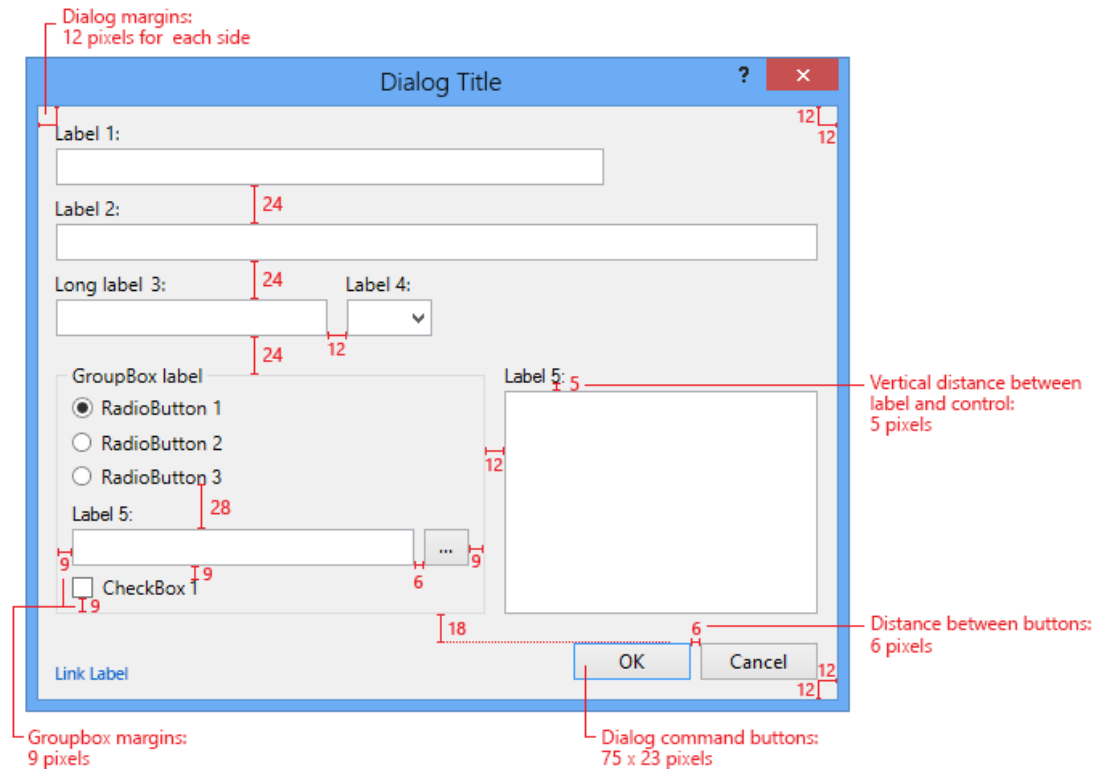 Dialog margins:
12 pixels for each side
Dialog Title
?
12
12
Label 1:
24
Label 2:
24
Long label 3:
Label 4:
12
24
GroupBox label
Label 5:
5
Vertical distance between
label and control:
5 pixels
RadioButton 1
RadioButton 2
12
RadioButton 3
28
Label 5:
...
9
9
9
6
CheckBox 1
9
18
6
Distance between buttons:
6 pixels
OK
Cancel
12
12
Link Label
Groupbox margins:
9 pixels
Dialog command buttons:
75 x 23 pixels